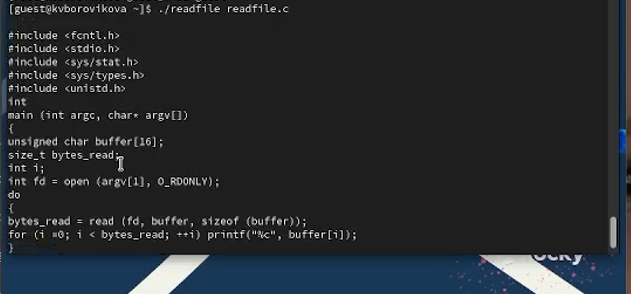 [guest@kvborovikova ~]$ ./readfile readfile.c
#include <fcntl.h>
#include <stdio.h>
#include <sys/stat.h>
#include <sys/types.h>
#include <unistd.h>
int
main (int argc, char* argv[])
{
unsigned char buffer[16];
size_t bytes_read;
int i;
int fd = open (argv[1], O_RDONLY);
do
{
bytes_read = read (fd, buffer, sizeof (buffer));
for (i =0; i < bytes_read; ++i) printf("%c", buffer[i]);
}
ocky